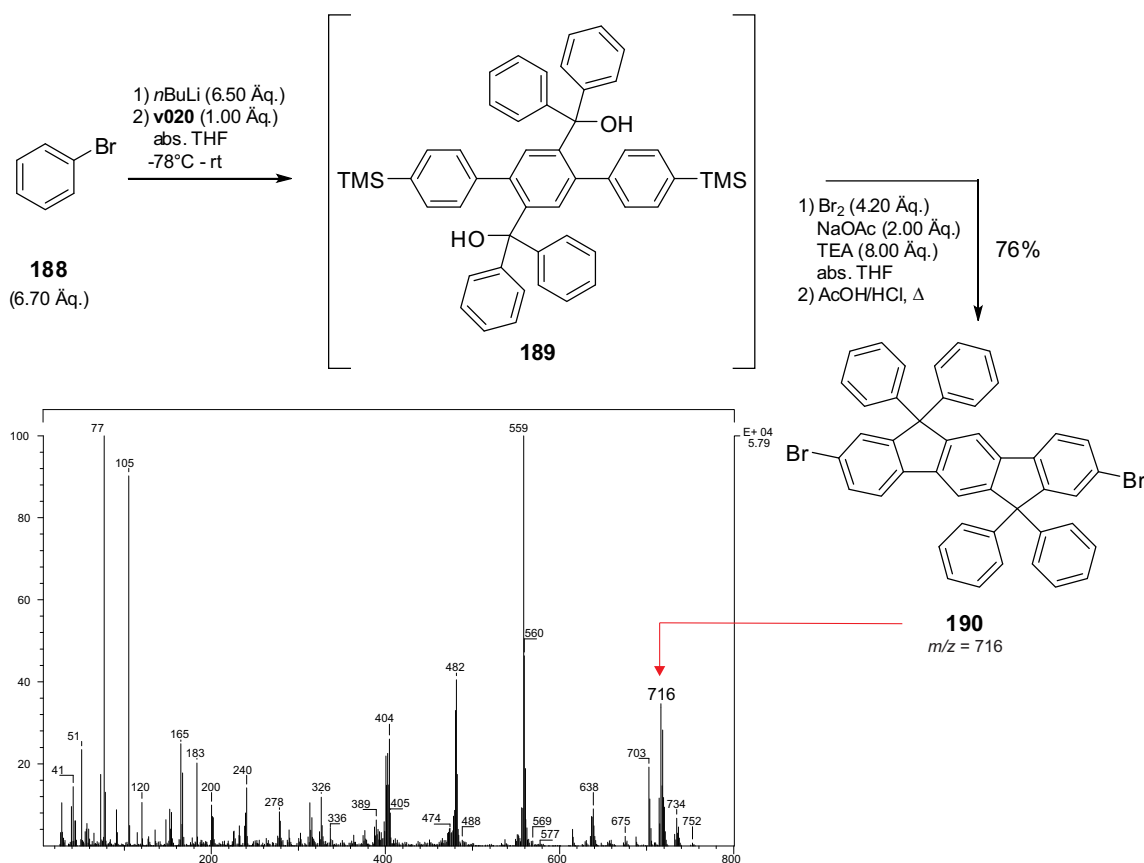 Br
188
(6.70 Äq.)
1) nBuLi (6.50 Äq.)
2) v020 (1.00 Äq.)
abs. THF
-78°C - rt
OH
TMS
TMS
HO
189
1) Br2 (4.20 Äq.)
NaOAc (2.00 Äq.)
TEA (8.00 Äq.)
abs. THF
2) AcOH/HCl, Δ
76%
Br
Br
190
m/z = 716
100
80
60
40
20
200
400
600
800
E+ 04
5.79
41
51
77
105
120
165
183
200
240
278
326
336
389
404
405
474
482
488
559
560
569
577
638
675
703
716
734
752